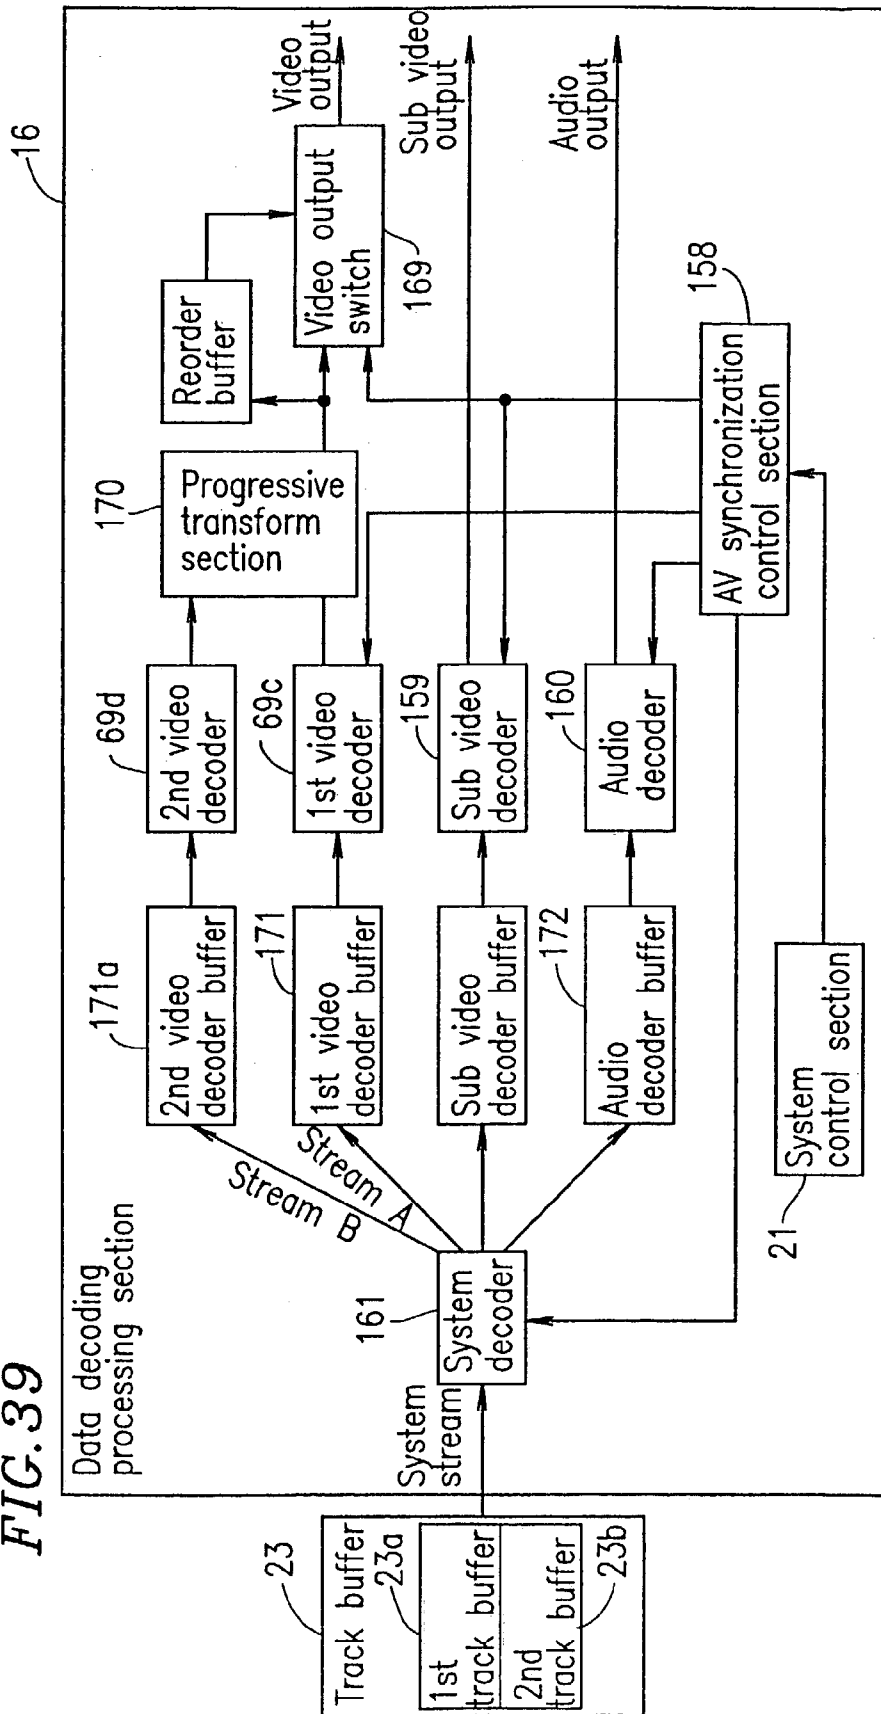 FIG.39
16
Data decoding
processing section
23
Track buffer
23a
1st
track buffer
2nd
track buffer
23b
System
stream
161
System
decoder
Stream B
Stream A
171a
2nd video
decoder buffer
171
1st video
decoder buffer
Sub video
decoder buffer
172
Audio
decoder buffer
69d
2nd video
decoder
69c
1st video
decoder
159
Sub video
decoder
160
Audio
decoder
170
Progressive
transform
section
Reorder
buffer
Video output
switch
169
Video
output
Sub video
output
Audio
output
158
AV synchronization
control section
21
System
control section